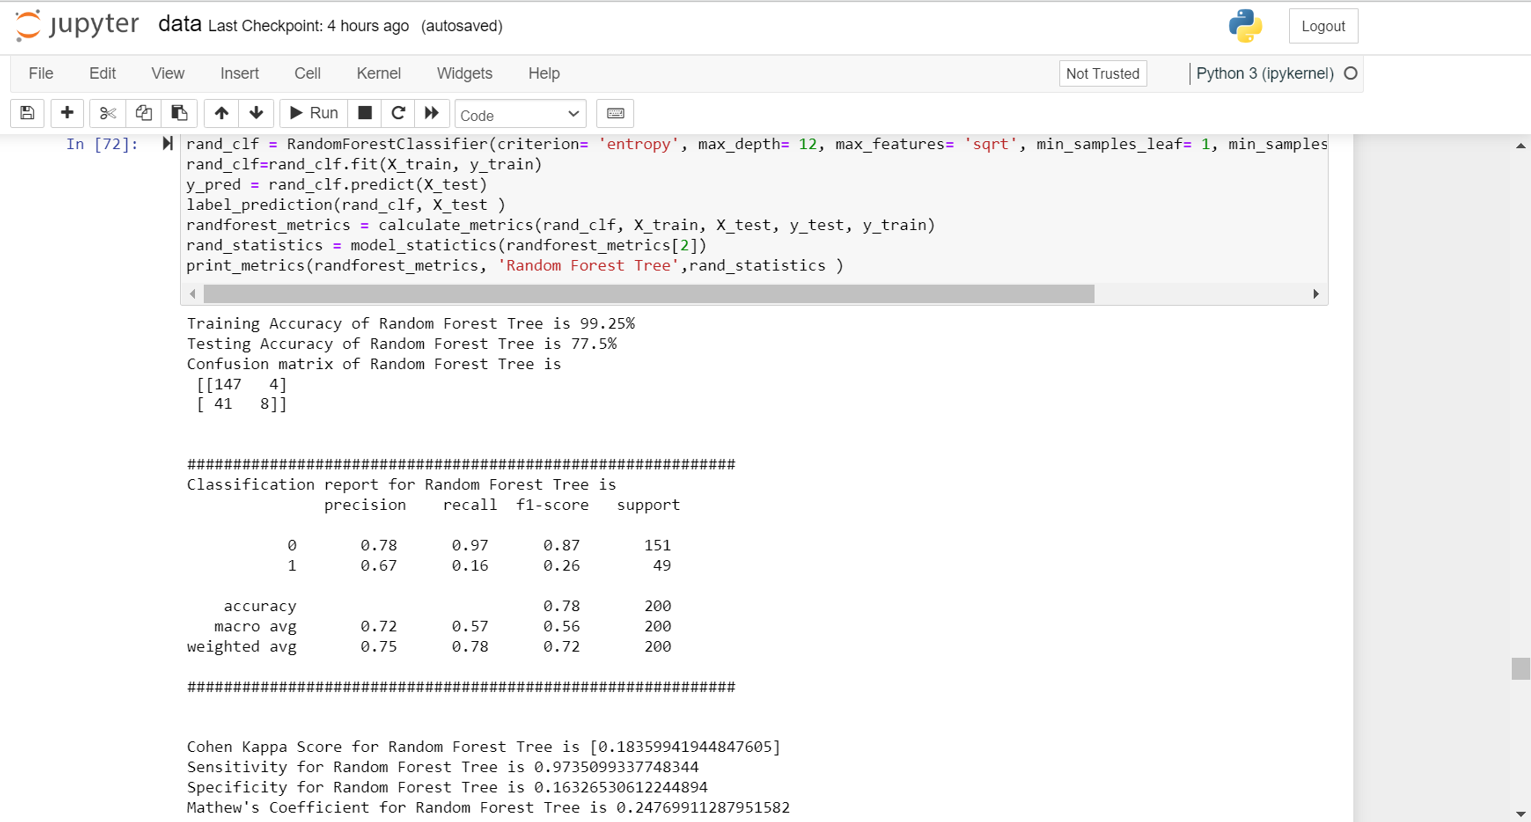 jupyter data Last Checkpoint: 4 hours ago (autosaved)
Logout
File Edit View Insert Cell Kernel Widgets Help
Not Trusted Python 3 (ipykernel)
Run Code
In [72]: rand_clf = RandomForestClassifier(criterion= 'entropy', max_depth= 12, max_features= 'sqrt', min_samples_leaf= 1, min_samples
rand_clf=rand_clf.fit(X_train, y_train)
y_pred = rand_clf.predict(X_test)
label_prediction(rand_clf, X_test )
randforest_metrics = calculate_metrics(rand_clf, X_train, X_test, y_test, y_train)
rand_statistics = model_statictics(randforest_metrics[2])
print_metrics(randforest_metrics, 'Random Forest Tree',rand_statistics )
Training Accuracy of Random Forest Tree is 99.25%
Testing Accuracy of Random Forest Tree is 77.5%
Confusion matrix of Random Forest Tree is
[[147 4]
[ 41 8]]
############################################################
Classification report for Random Forest Tree is
precision recall f1-score support
0 0.78 0.97 0.87 151
1 0.67 0.16 0.26 49
accuracy 0.78 200
macro avg 0.72 0.57 0.56 200
weighted avg 0.75 0.78 0.72 200
############################################################
Cohen Kappa Score for Random Forest Tree is [0.18359941944847605]
Sensitivity for Random Forest Tree is 0.9735099337748344
Specificity for Random Forest Tree is 0.16326530612244894
Mathew's Coefficient for Random Forest Tree is 0.24769911287951582